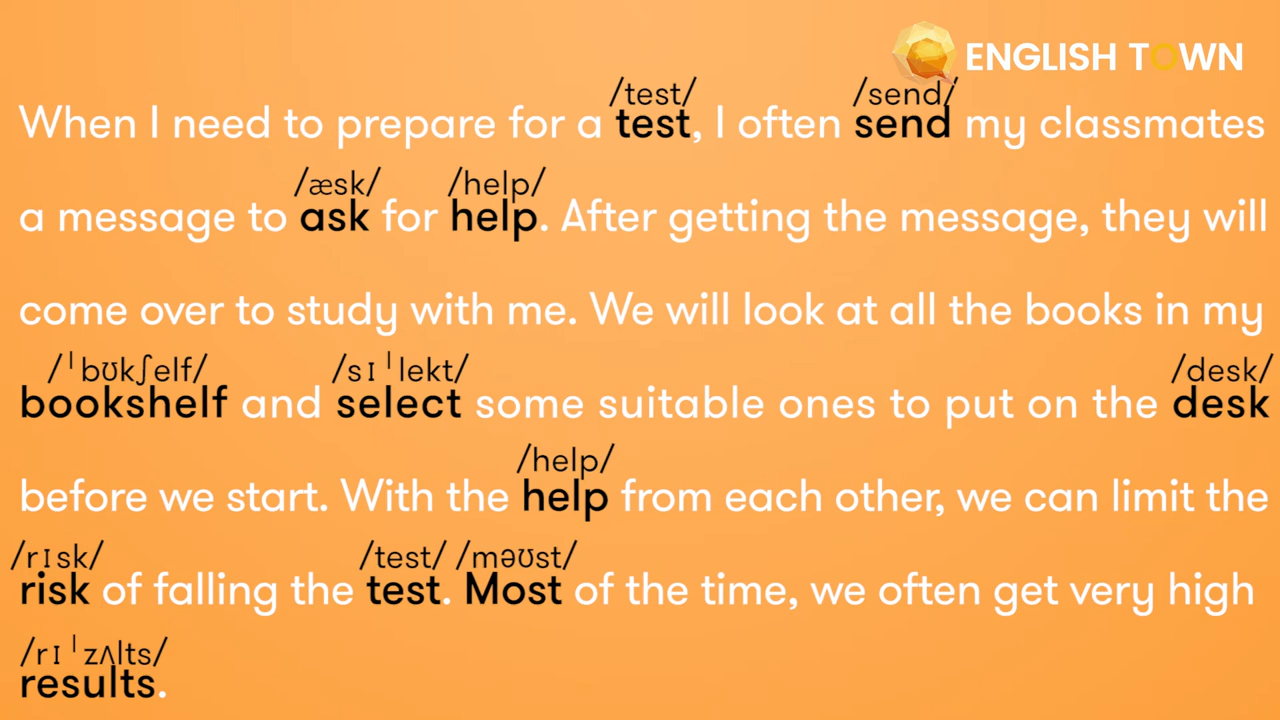 ENGLISH TOWN
/test/ /send/
When I need to prepare for a test, I often send my classmates
/æsk/ /help/
a message to ask for help. After getting the message, they will
come over to study with me. We will look at all the books in my
/ˈbʊkʃelf/ /sɪˈlekt/ /desk/
bookshelf and select some suitable ones to put on the desk
/help/
before we start. With the help from each other, we can limit the
/rɪsk/ /test/ /məʊst/
risk of falling the test. Most of the time, we often get very high
/rɪˈzʌlts/
results.